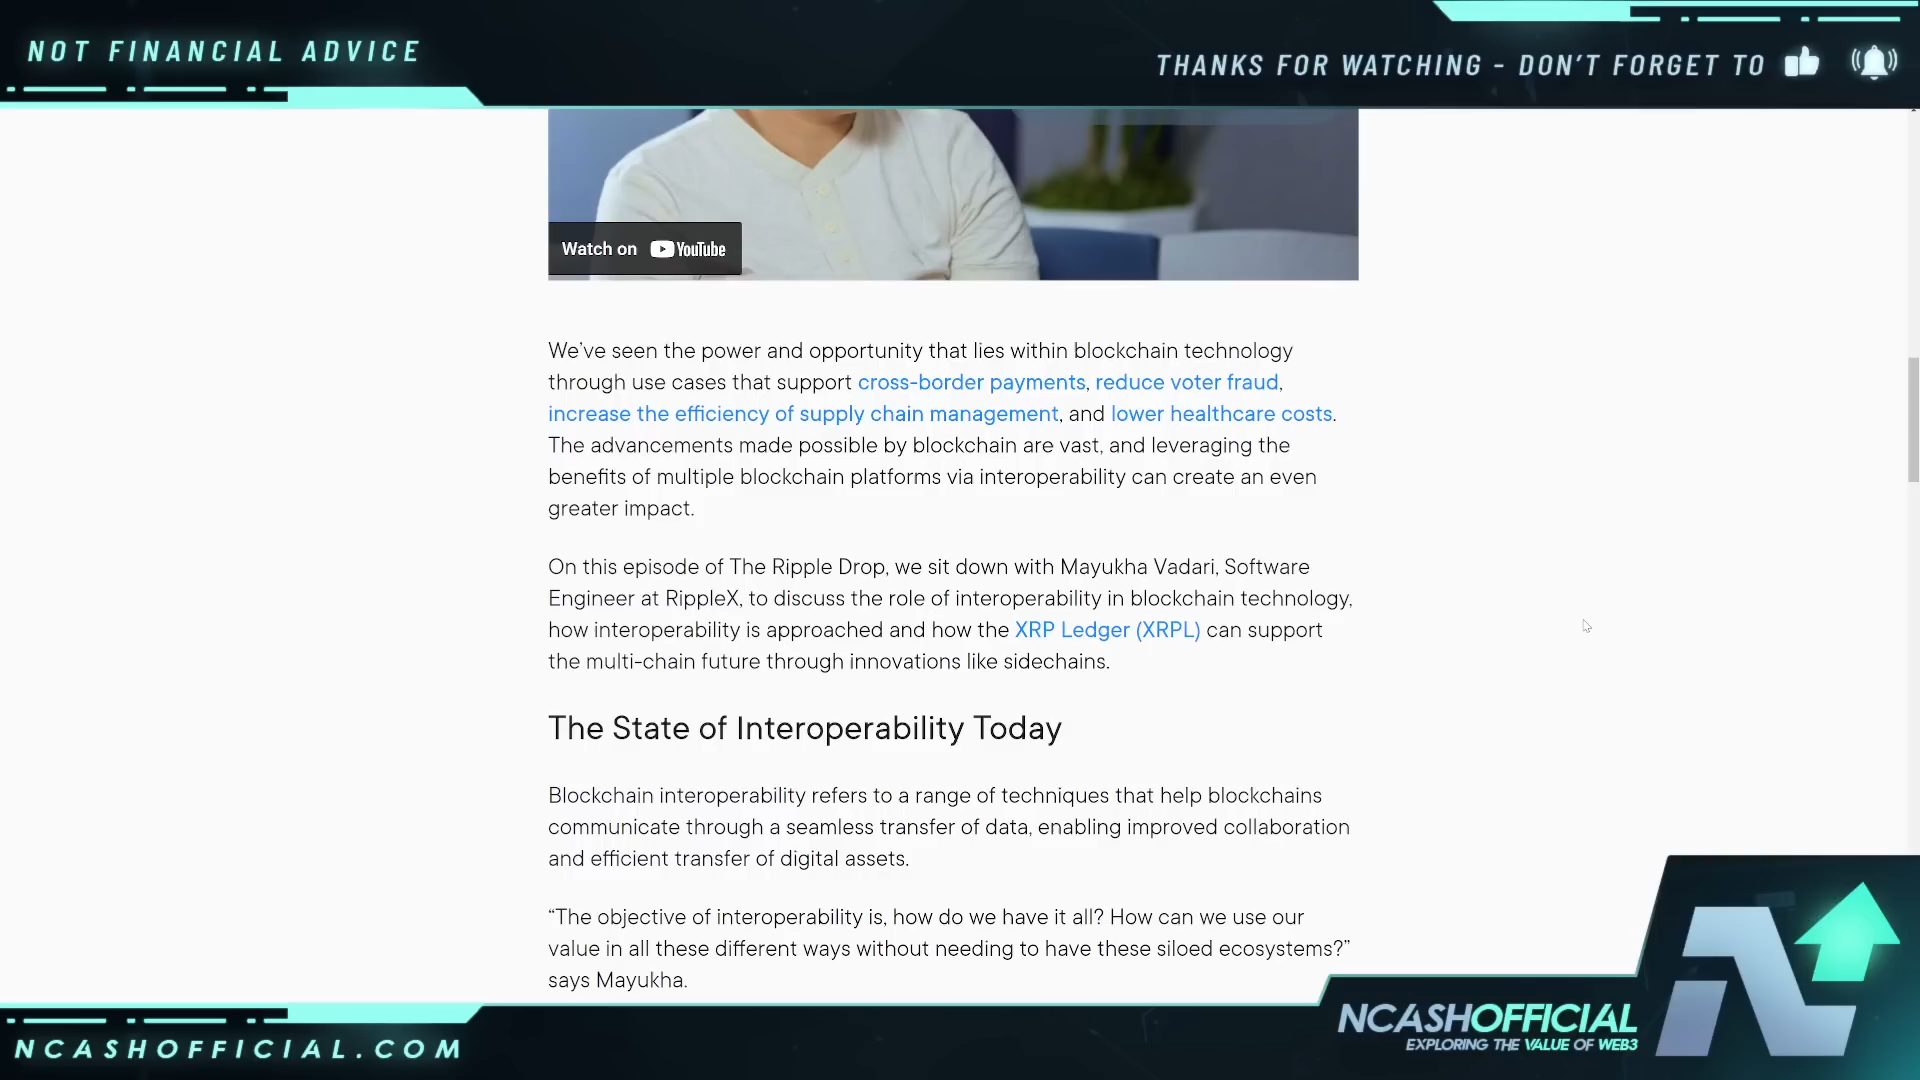 NOT FINANCIAL ADVICE
THANKS FOR WATCHING - DON'T FORGET TO
Watch on YouTube
We've seen the power and opportunity that lies within blockchain technology
through use cases that support cross-border payments, reduce voter fraud,
increase the efficiency of supply chain management, and lower healthcare costs.
The advancements made possible by blockchain are vast, and leveraging the
benefits of multiple blockchain platforms via interoperability can create an even
greater impact.
On this episode of The Ripple Drop, we sit down with Mayukha Vadari, Software
Engineer at RippleX, to discuss the role of interoperability in blockchain technology,
how interoperability is approached and how the XRP Ledger (XRPL) can support
the multi-chain future through innovations like sidechains.
The State of Interoperability Today
Blockchain interoperability refers to a range of techniques that help blockchains
communicate through a seamless transfer of data, enabling improved collaboration
and efficient transfer of digital assets.
“The objective of interoperability is, how do we have it all? How can we use our
value in all these different ways without needing to have these siloed ecosystems?”
says Mayukha.
NCASHOFFICIAL
EXPLORING THE VALUE OF WEB3
NCASHOFFICIAL.COM